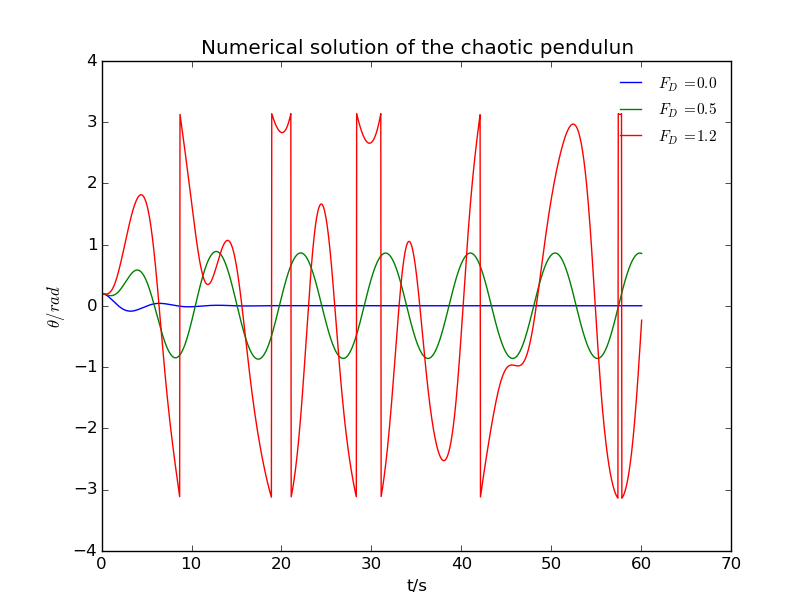 Numerical solution of the chaotic pendulun
F_D =0.0
F_D =0.5
F_D =1.2
4
3
2
1
0
−1
−2
−3
−4
θ/rad
0 10 20 30 40 50 60 70
t/s